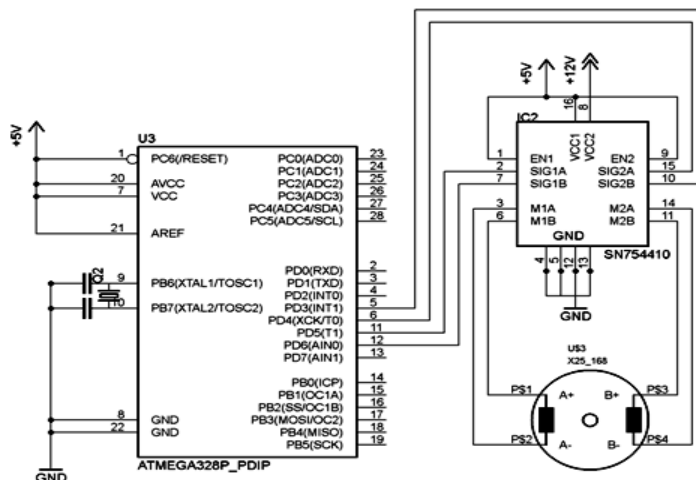 +5V
U3
1 PC6(/RESET)
20 AVCC
7 VCC
21 AREF
9 PB6(XTAL1/TOSC1)
PB7(XTAL2/TOSC2)
8 GND
22 GND
GND
PC0(ADC0) 23
PC1(ADC1) 24
PC2(ADC2) 25
PC3(ADC3) 26
PC4(ADC4/SDA) 27
PC5(ADC5/SCL) 28
PD0(RXD) 2
PD1(TXD) 3
PD2(INT0) 4
PD3(INT1) 5
PD4(XCK/T0) 6
PD5(T1) 11
PD6(AIN0) 12
PD7(AIN1) 13
PB0(ICP) 14
PB1(OC1A) 15
PB2(SS/OC1B) 16
PB3(MOSI/OC2) 17
PB4(MISO) 18
PB5(SCK) 19
ATMEGA328P_PDIP
+5V
+12V
IC2
16 8
VCC1 VCC2
1 EN1 EN2 9
2 SIG1A SIG2A 15
7 SIG1B SIG2B 10
3 M1A M2A 14
6 M1B M2B 11
GND
SN754410
4 5 12 13
GND
U$3
X25_168
P$1 A+ B+ P$3
P$2 A- B- P$4